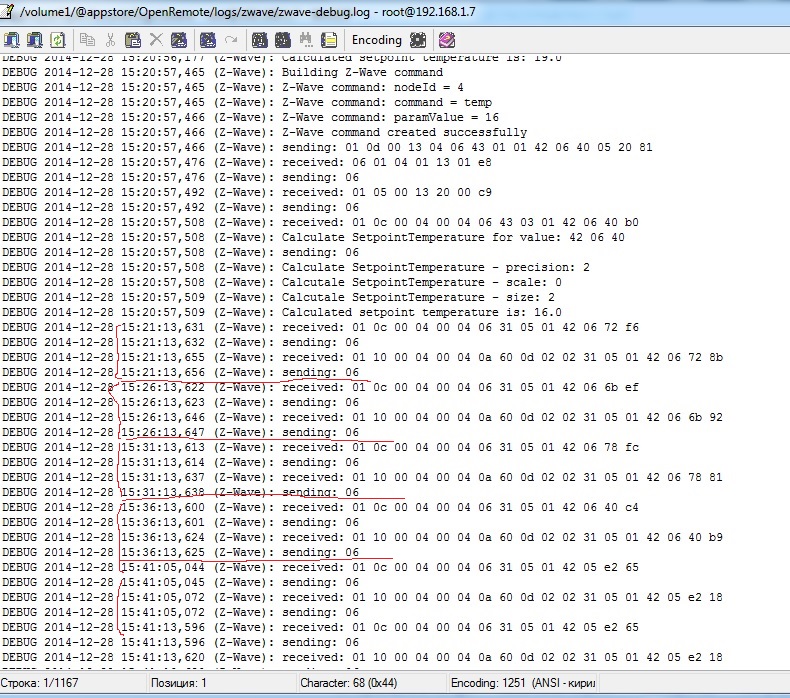 /volume1/@appstore/OpenRemote/logs/zwave/zwave-debug.log - root@192.168.1.7
Encoding
DEBUG 2014-12-28 15:20:56,177 (Z-Wave): Calculated setpoint temperature is: 19.0
DEBUG 2014-12-28 15:20:57,465 (Z-Wave): Building Z-Wave command
DEBUG 2014-12-28 15:20:57,465 (Z-Wave): Z-Wave command: nodeId = 4
DEBUG 2014-12-28 15:20:57,465 (Z-Wave): Z-Wave command: command = temp
DEBUG 2014-12-28 15:20:57,466 (Z-Wave): Z-Wave command: paramValue = 16
DEBUG 2014-12-28 15:20:57,466 (Z-Wave): Z-Wave command created successfully
DEBUG 2014-12-28 15:20:57,466 (Z-Wave): sending: 01 0d 00 13 04 06 43 01 01 42 06 40 05 20 81
DEBUG 2014-12-28 15:20:57,476 (Z-Wave): received: 06 01 04 01 13 01 e8
DEBUG 2014-12-28 15:20:57,476 (Z-Wave): sending: 06
DEBUG 2014-12-28 15:20:57,492 (Z-Wave): received: 01 05 00 13 20 00 c9
DEBUG 2014-12-28 15:20:57,492 (Z-Wave): sending: 06
DEBUG 2014-12-28 15:20:57,508 (Z-Wave): received: 01 0c 00 04 00 04 06 43 03 01 42 06 40 b0
DEBUG 2014-12-28 15:20:57,508 (Z-Wave): Calculate SetpointTemperature for value: 42 06 40
DEBUG 2014-12-28 15:20:57,508 (Z-Wave): sending: 06
DEBUG 2014-12-28 15:20:57,508 (Z-Wave): Calculate SetpointTemperature - precision: 2
DEBUG 2014-12-28 15:20:57,508 (Z-Wave): Calcutale SetpointTemperature - scale: 0
DEBUG 2014-12-28 15:20:57,509 (Z-Wave): Calcutale SetpointTemperature - size: 2
DEBUG 2014-12-28 15:20:57,509 (Z-Wave): Calculated setpoint temperature is: 16.0
DEBUG 2014-12-28 15:21:13,631 (Z-Wave): received: 01 0c 00 04 00 04 06 31 05 01 42 06 72 f6
DEBUG 2014-12-28 15:21:13,632 (Z-Wave): sending: 06
DEBUG 2014-12-28 15:21:13,655 (Z-Wave): received: 01 10 00 04 00 04 0a 60 0d 02 02 31 05 01 42 06 72 8b
DEBUG 2014-12-28 15:21:13,656 (Z-Wave): sending: 06
DEBUG 2014-12-28 15:26:13,622 (Z-Wave): received: 01 0c 00 04 00 04 06 31 05 01 42 06 6b ef
DEBUG 2014-12-28 15:26:13,623 (Z-Wave): sending: 06
DEBUG 2014-12-28 15:26:13,646 (Z-Wave): received: 01 10 00 04 00 04 0a 60 0d 02 02 31 05 01 42 06 6b 92
DEBUG 2014-12-28 15:26:13,647 (Z-Wave): sending: 06
DEBUG 2014-12-28 15:31:13,613 (Z-Wave): received: 01 0c 00 04 00 04 06 31 05 01 42 06 78 fc
DEBUG 2014-12-28 15:31:13,614 (Z-Wave): sending: 06
DEBUG 2014-12-28 15:31:13,637 (Z-Wave): received: 01 10 00 04 00 04 0a 60 0d 02 02 31 05 01 42 06 78 81
DEBUG 2014-12-28 15:31:13,638 (Z-Wave): sending: 06
DEBUG 2014-12-28 15:36:13,600 (Z-Wave): received: 01 0c 00 04 00 04 06 31 05 01 42 06 40 c4
DEBUG 2014-12-28 15:36:13,601 (Z-Wave): sending: 06
DEBUG 2014-12-28 15:36:13,624 (Z-Wave): received: 01 10 00 04 00 04 0a 60 0d 02 02 31 05 01 42 06 40 b9
DEBUG 2014-12-28 15:36:13,625 (Z-Wave): sending: 06
DEBUG 2014-12-28 15:41:05,044 (Z-Wave): received: 01 0c 00 04 00 04 06 31 05 01 42 05 e2 65
DEBUG 2014-12-28 15:41:05,045 (Z-Wave): sending: 06
DEBUG 2014-12-28 15:41:05,072 (Z-Wave): received: 01 10 00 04 00 04 0a 60 0d 02 02 31 05 01 42 05 e2 18
DEBUG 2014-12-28 15:41:05,072 (Z-Wave): sending: 06
DEBUG 2014-12-28 15:41:13,596 (Z-Wave): received: 01 0c 00 04 00 04 06 31 05 01 42 05 e2 65
DEBUG 2014-12-28 15:41:13,596 (Z-Wave): sending: 06
DEBUG 2014-12-28 15:41:13,620 (Z-Wave): received: 01 10 00 04 00 04 0a 60 0d 02 02 31 05 01 42 05 e2 18
Строка: 1/1167 Позиция: 1 Character: 68 (0x44) Encoding: 1251 (ANSI - кири